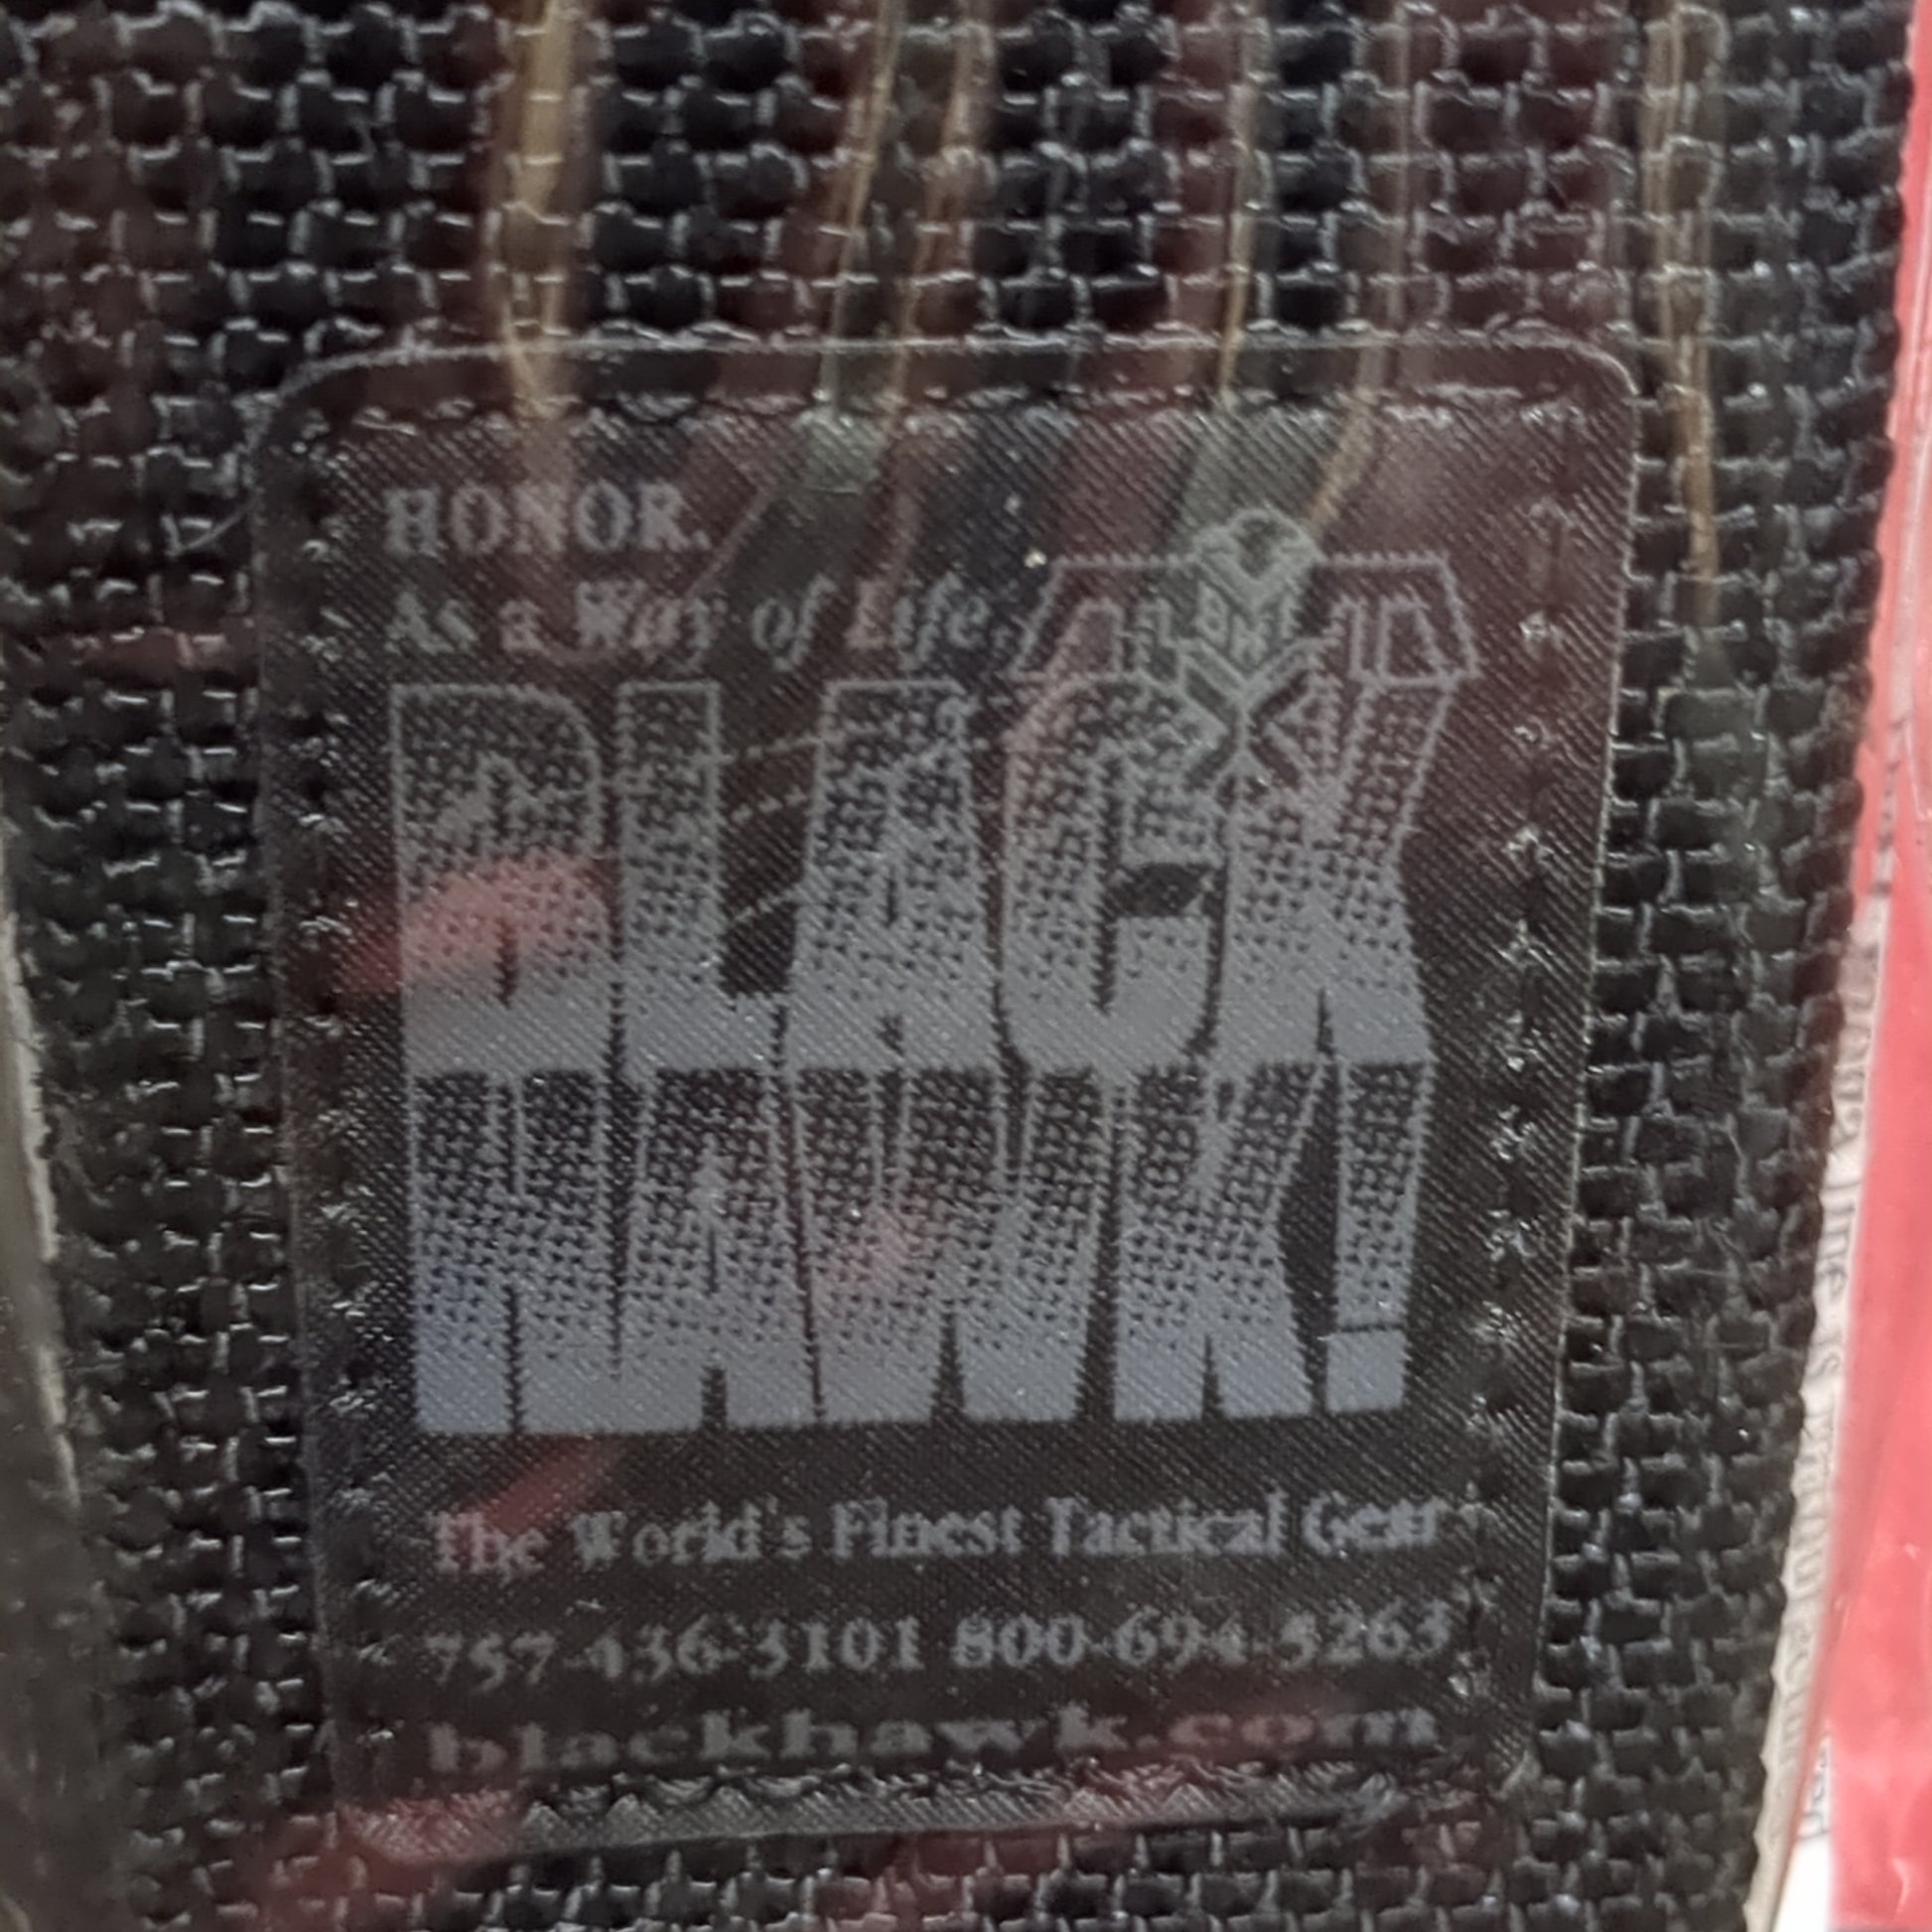 HONOR.
As a Way of Life.
BLACK
HAWK!
The World's Finest Tactical Gear
757-436-3101 800-694-5263
blackhawk.com